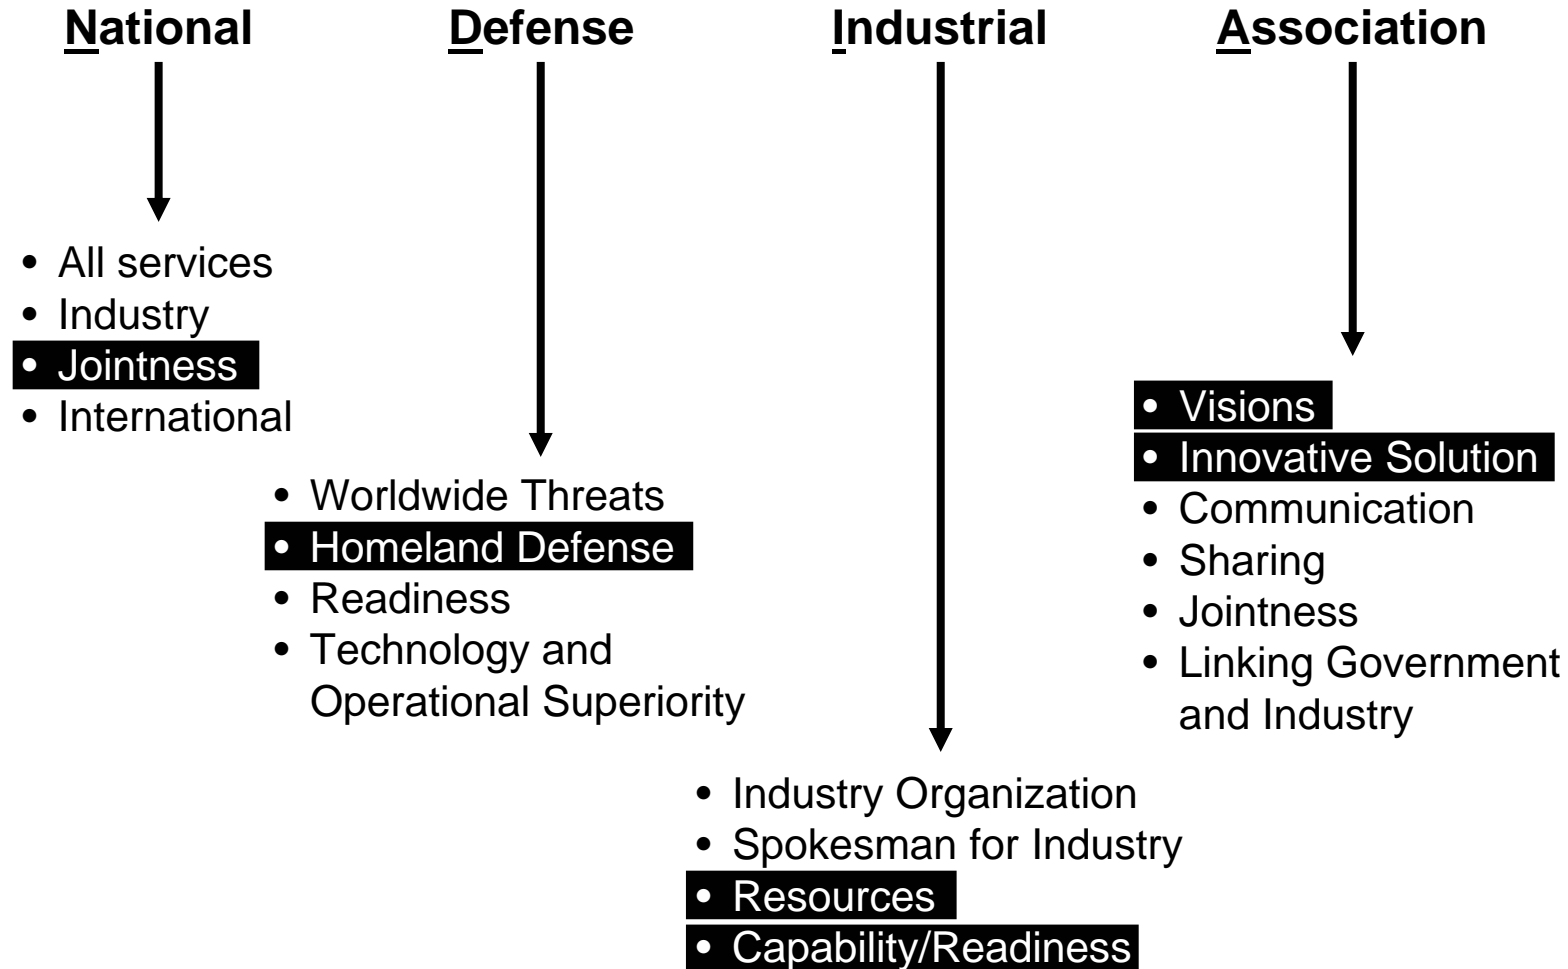 National Defense Industrial Association
• All services
• Industry
• Jointness
• International
• Worldwide Threats
• Homeland Defense
• Readiness
• Technology and
Operational Superiority
• Industry Organization
• Spokesman for Industry
• Resources
• Capability/Readiness
• Visions
• Innovative Solution
• Communication
• Sharing
• Jointness
• Linking Government
and Industry